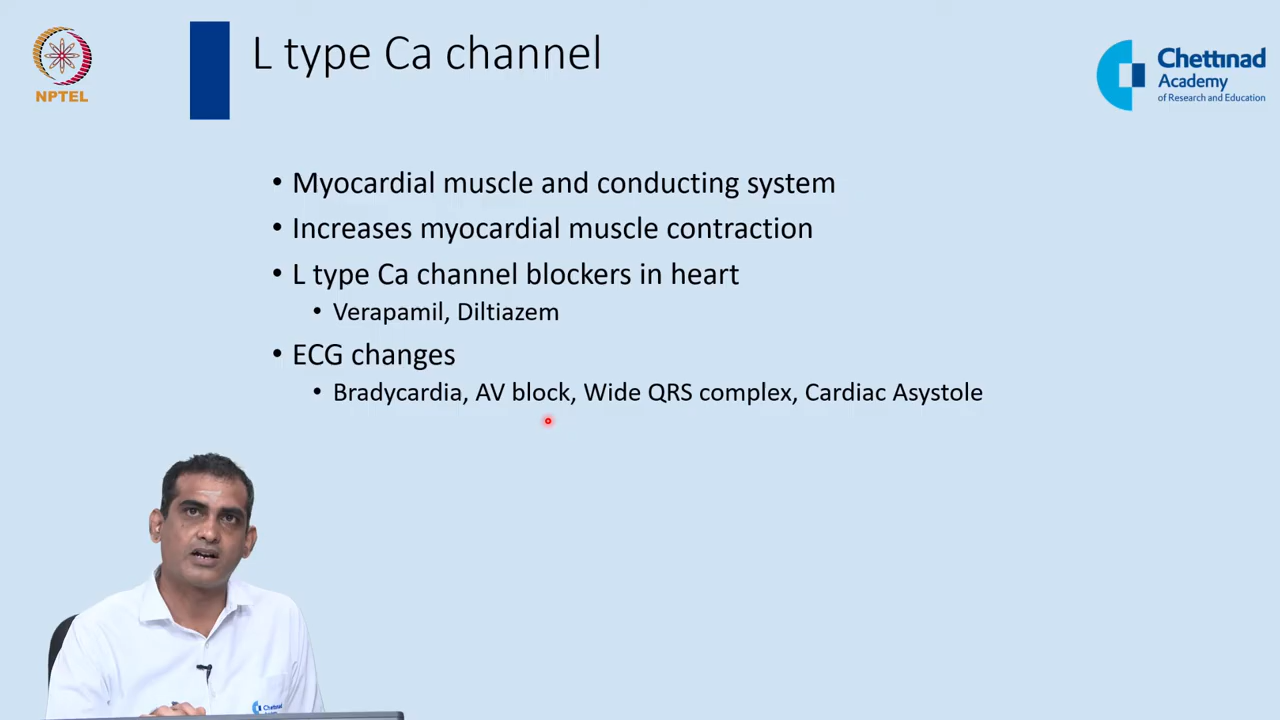 L type Ca channel
NPTEL
Chettinad
Academy
of Research and Education
• Myocardial muscle and conducting system
• Increases myocardial muscle contraction
• L type Ca channel blockers in heart
• Verapamil, Diltiazem
• ECG changes
• Bradycardia, AV block, Wide QRS complex, Cardiac Asystole
Chettinad